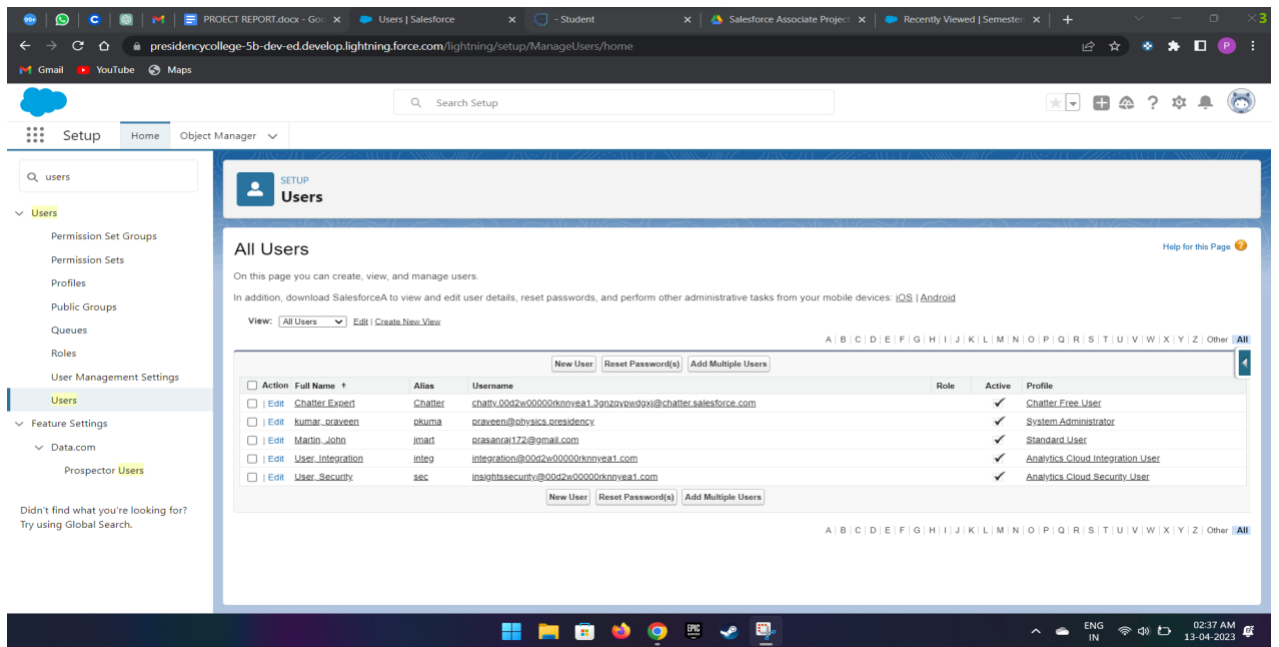 99+ PROJECT REPORT.docx - Goo Users | Salesforce - Student Salesforce Associate Project Recently Viewed | Semester 3
presidencycollege-5b-dev-ed.develop.lightning.force.com/lightning/setup/ManageUsers/home P
Gmail YouTube Maps
Search Setup
Setup Home Object Manager
users
SETUP
Users
Users
Permission Set Groups
Permission Sets
Profiles
Public Groups
Queues
Roles
User Management Settings
Users
Feature Settings
Data.com
Prospector Users
Didn't find what you're looking for?
Try using Global Search.
All Users
Help for this Page
On this page you can create, view, and manage users.
In addition, download SalesforceA to view and edit user details, reset passwords, and perform other administrative tasks from your mobile devices: iOS | Android
View: All Users Edit | Create New View
A | B | C | D | E | F | G | H | I | J | K | L | M | N | O | P | Q | R | S | T | U | V | W | X | Y | Z | Other All
New User Reset Password(s) Add Multiple Users
Action Full Name ↑ Alias Username Role Active Profile
| Edit Chatter Expert Chatter chatty.00d2w00000rknnyea1.3gnzqypwdgxj@chatter.salesforce.com ✓ Chatter Free User
| Edit kumar, praveen pkuma praveen@physics.presidency ✓ System Administrator
| Edit Martin, John jmart prasanraj172@gmail.com ✓ Standard User
| Edit User, Integration integ integration@00d2w00000rknnyea1.com ✓ Analytics Cloud Integration User
| Edit User, Security sec insightssecurity@00d2w00000rknnyea1.com ✓ Analytics Cloud Security User
New User Reset Password(s) Add Multiple Users
A | B | C | D | E | F | G | H | I | J | K | L | M | N | O | P | Q | R | S | T | U | V | W | X | Y | Z | Other All
EPIC
ENG
IN
02:37 AM
13-04-2023